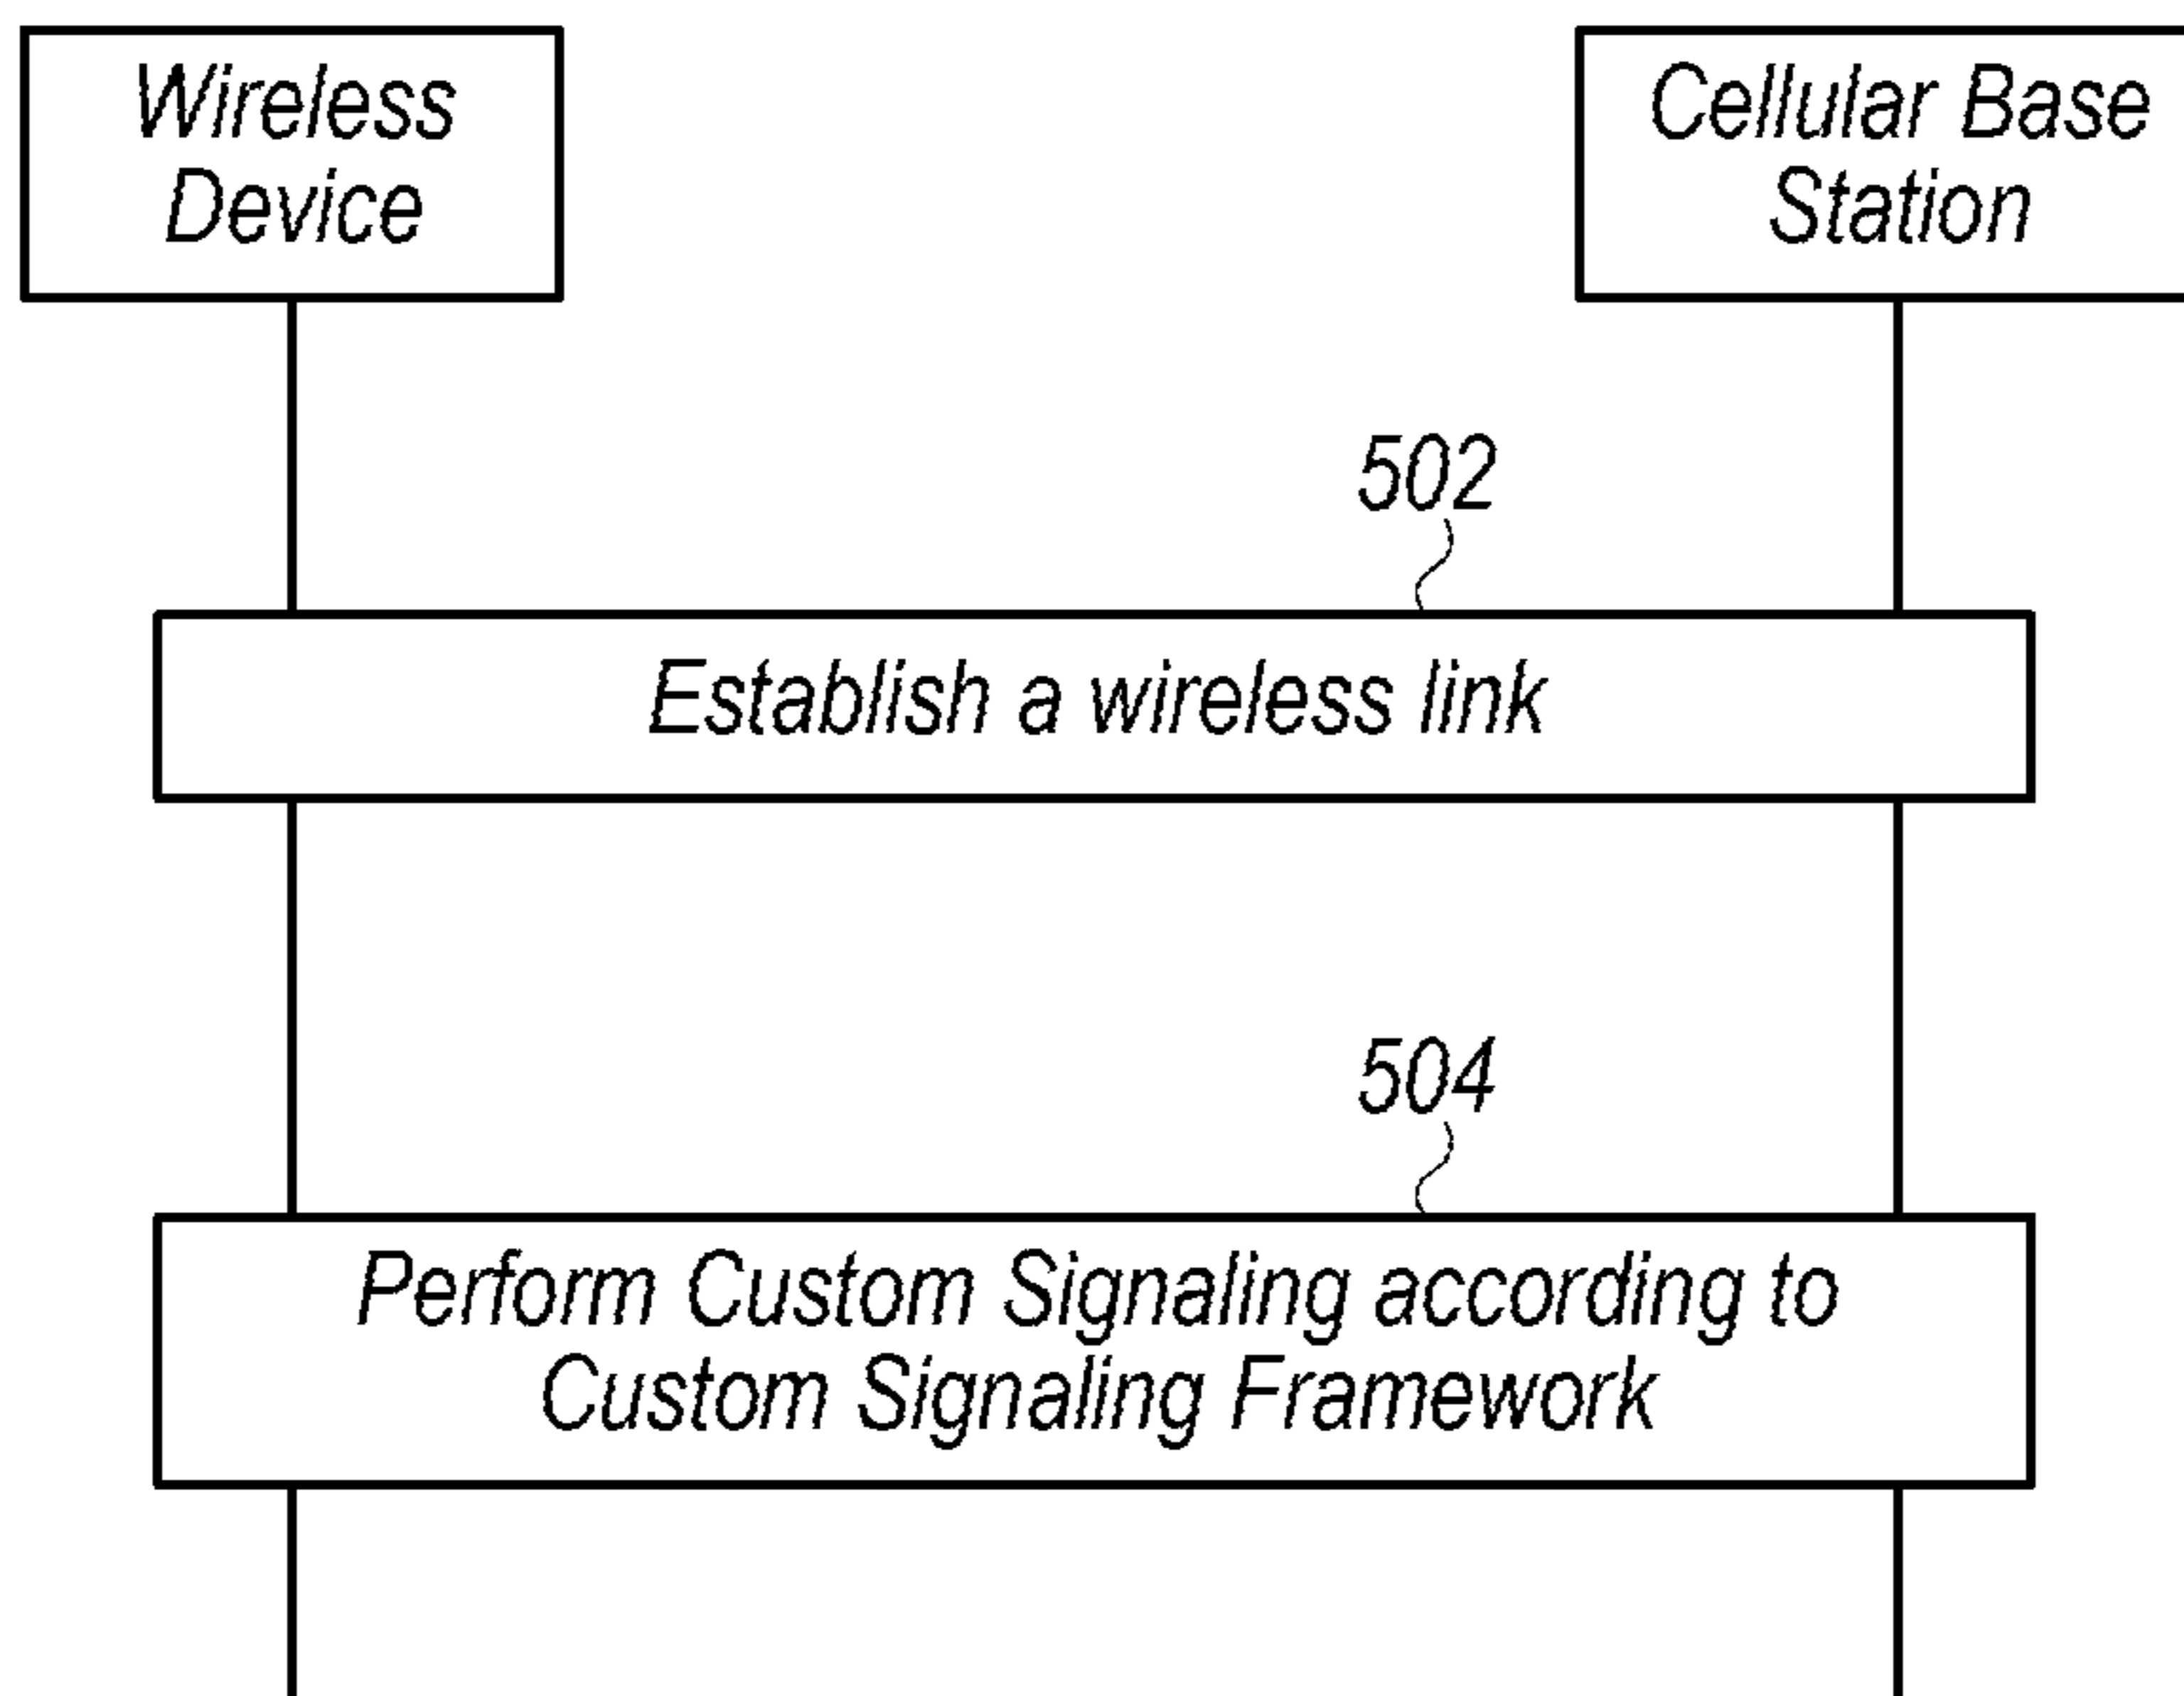 Wireless
Device
Cellular Base
Station
502
Establish a wireless link
504
Perform Custom Signaling according to
Custom Signaling Framework